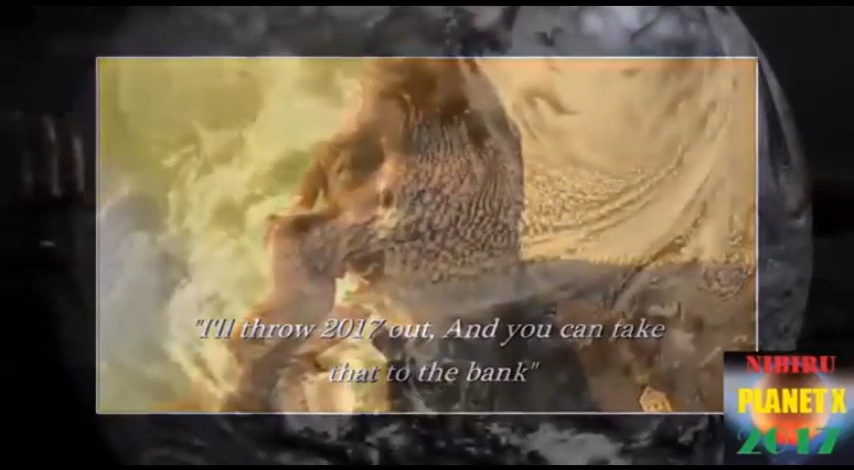 "I'll throw 2017 out, And you can take
that to the bank"
NIBIRU
PLANET X
2017